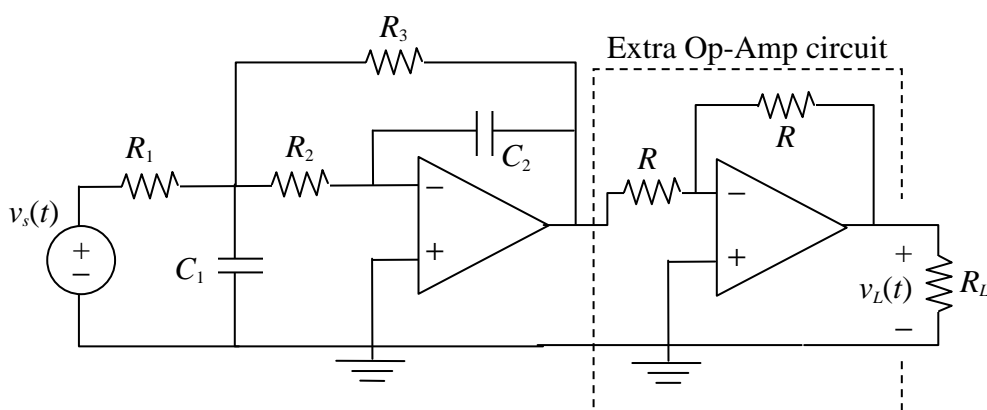 R3
Extra Op-Amp circuit
R1
R2
C2
R
R
vs(t)
+
−
C1
−
+
−
+
+
vL(t)
−
RL